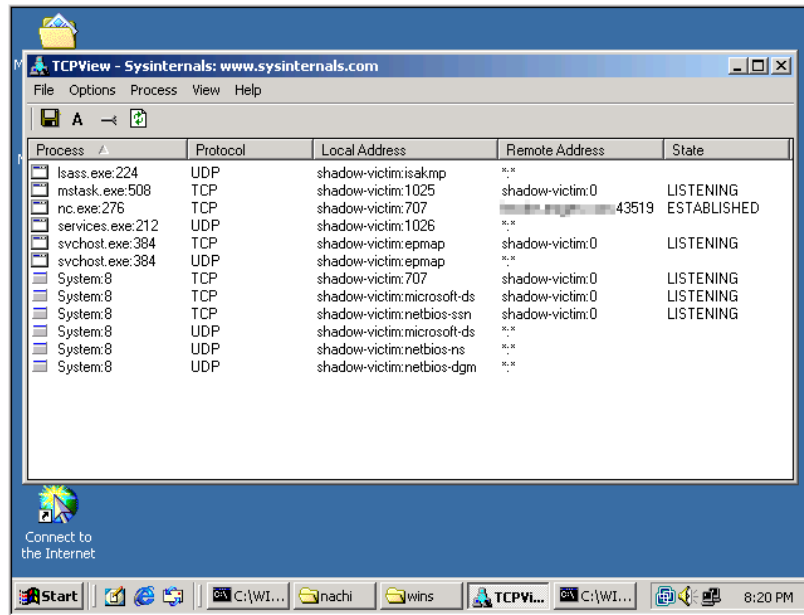 TCPView - Sysinternals: www.sysinternals.com
File Options Process View Help
A
Process Protocol Local Address Remote Address State
lsass.exe:224 UDP shadow-victim:isakmp *:*
mstask.exe:508 TCP shadow-victim:1025 shadow-victim:0 LISTENING
nc.exe:276 TCP shadow-victim:707 43519 ESTABLISHED
services.exe:212 UDP shadow-victim:1026 *:*
svchost.exe:384 TCP shadow-victim:epmap shadow-victim:0 LISTENING
svchost.exe:384 UDP shadow-victim:epmap *:*
System:8 TCP shadow-victim:707 shadow-victim:0 LISTENING
System:8 TCP shadow-victim:microsoft-ds shadow-victim:0 LISTENING
System:8 TCP shadow-victim:netbios-ssn shadow-victim:0 LISTENING
System:8 UDP shadow-victim:microsoft-ds *:*
System:8 UDP shadow-victim:netbios-ns *:*
System:8 UDP shadow-victim:netbios-dgm *:*
Connect to
the Internet
Start C:\WI... nachi wins TCPVi... C:\WI... 8:20 PM